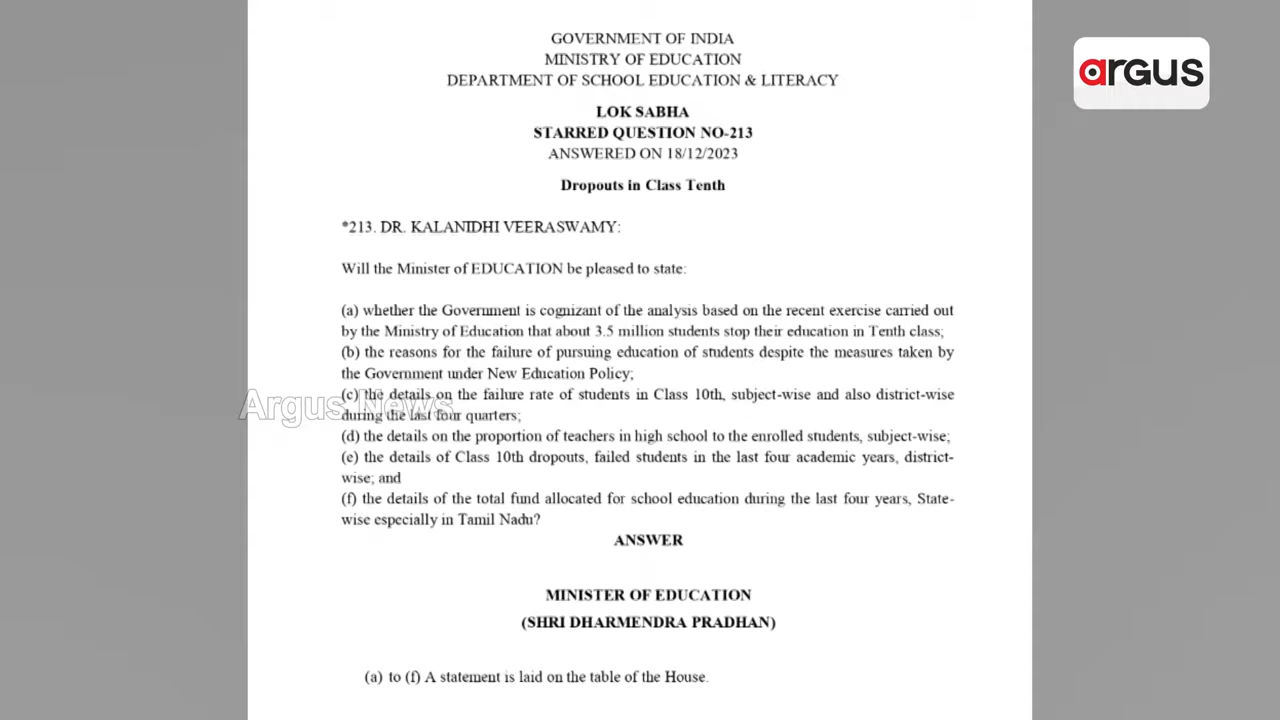 GOVERNMENT OF INDIA
MINISTRY OF EDUCATION
DEPARTMENT OF SCHOOL EDUCATION & LITERACY
argus
LOK SABHA
STARRED QUESTION NO-213
ANSWERED ON 18/12/2023
Dropouts in Class Tenth
*213. DR. KALANIDHI VEERASWAMY:
Will the Minister of EDUCATION be pleased to state:
(a) whether the Government is cognizant of the analysis based on the recent exercise carried out
by the Ministry of Education that about 3.5 million students stop their education in Tenth class;
(b) the reasons for the failure of pursuing education of students despite the measures taken by
the Government under New Education Policy;
(c) the details on the failure rate of students in Class 10th, subject-wise and also district-wise
Argus News
during the last four quarters;
(d) the details on the proportion of teachers in high school to the enrolled students, subject-wise;
(e) the details of Class 10th dropouts, failed students in the last four academic years, district-
wise; and
(f) the details of the total fund allocated for school education during the last four years, State-
wise especially in Tamil Nadu?
ANSWER
MINISTER OF EDUCATION
(SHRI DHARMENDRA PRADHAN)
(a) to (f) A statement is laid on the table of the House.